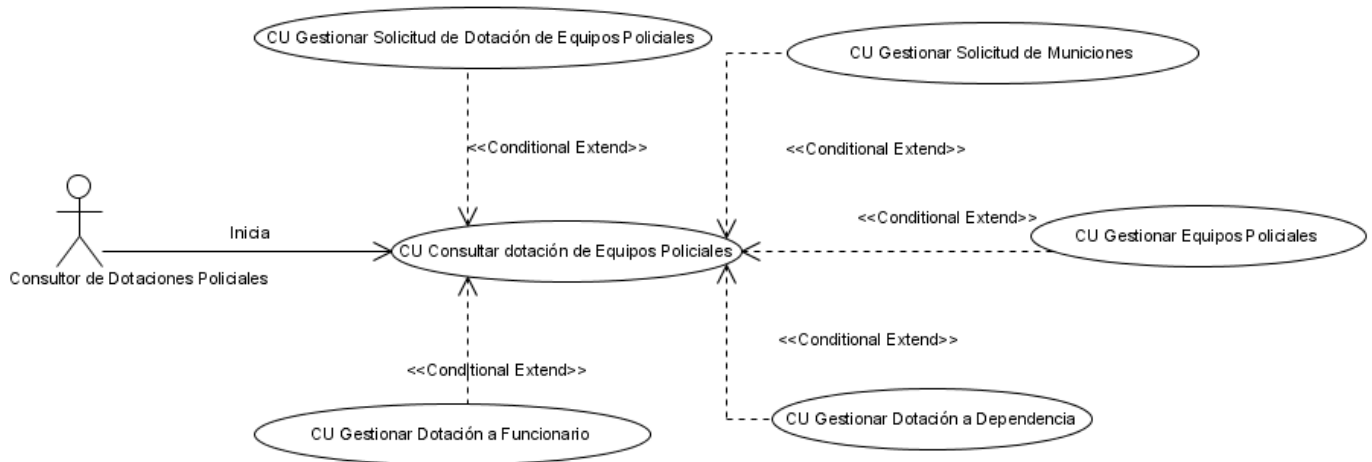 CU Gestionar Solicitud de Dotación de Equipos Policiales
CU Gestionar Solicitud de Municiones
<<Conditional Extend>>
<<Conditional Extend>>
<<Conditional Extend>>
CU Gestionar Equipos Policiales
Inicia
CU Consultar dotación de Equipos Policiales
Consultor de Dotaciones Policiales
<<Conditional Extend>>
<<Conditional Extend>>
CU Gestionar Dotación a Dependencia
CU Gestionar Dotación a Funcionario